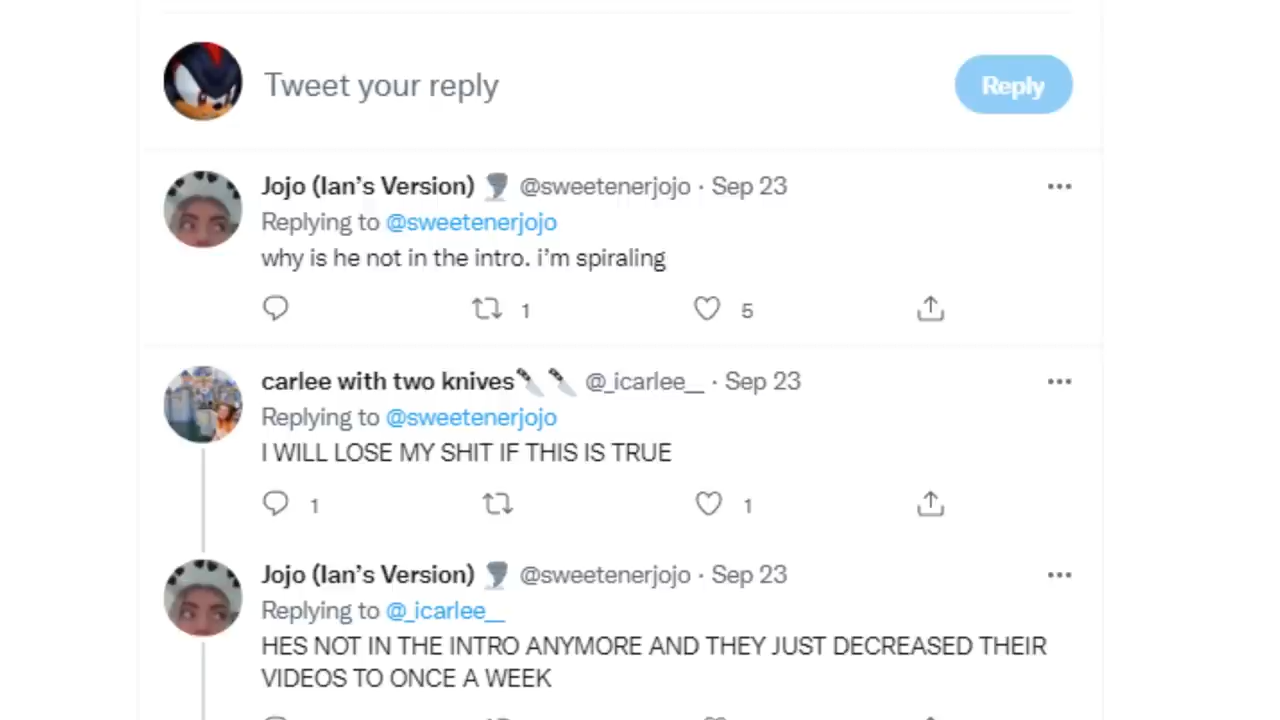 Tweet your reply
Reply
Jojo (Ian’s Version) 🌪️ @sweetenerjojo · Sep 23
Replying to @sweetenerjojo
why is he not in the intro. i’m spiraling
1
5
carlee with two knives🔪🔪 @_icarlee__ · Sep 23
Replying to @sweetenerjojo
I WILL LOSE MY SHIT IF THIS IS TRUE
1
1
Jojo (Ian’s Version) 🌪️ @sweetenerjojo · Sep 23
Replying to @_icarlee__
HES NOT IN THE INTRO ANYMORE AND THEY JUST DECREASED THEIR
VIDEOS TO ONCE A WEEK